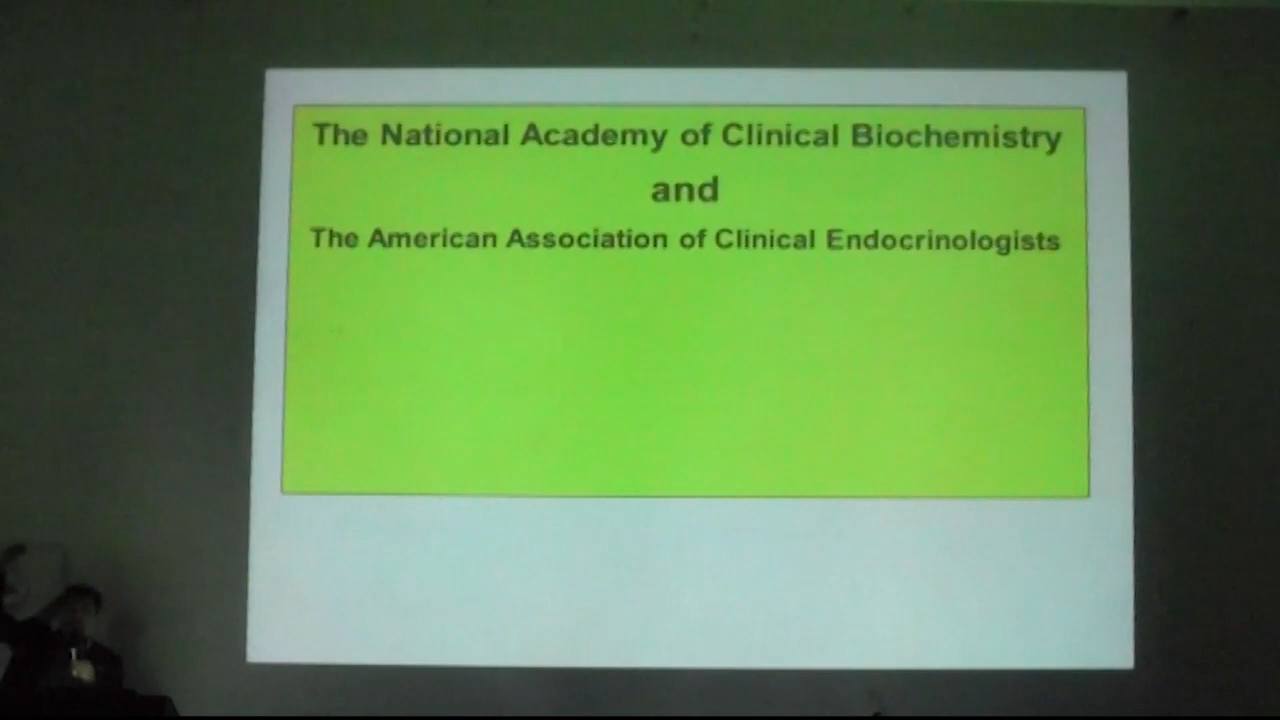 The National Academy of Clinical Biochemistry
and
The American Association of Clinical Endocrinologists